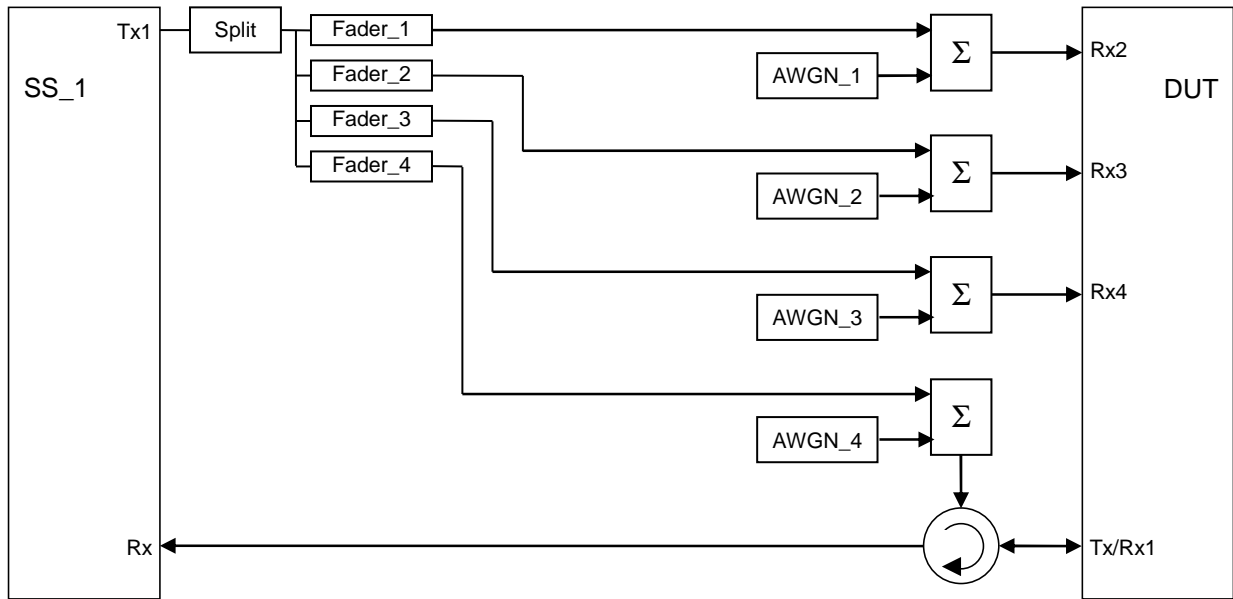 SS_1
Tx1
Split
Fader_1
Fader_2
Fader_3
Fader_4
AWGN_1
Σ
Rx2
DUT
AWGN_2
Σ
Rx3
AWGN_3
Σ
Rx4
AWGN_4
Σ
Rx
Tx/Rx1